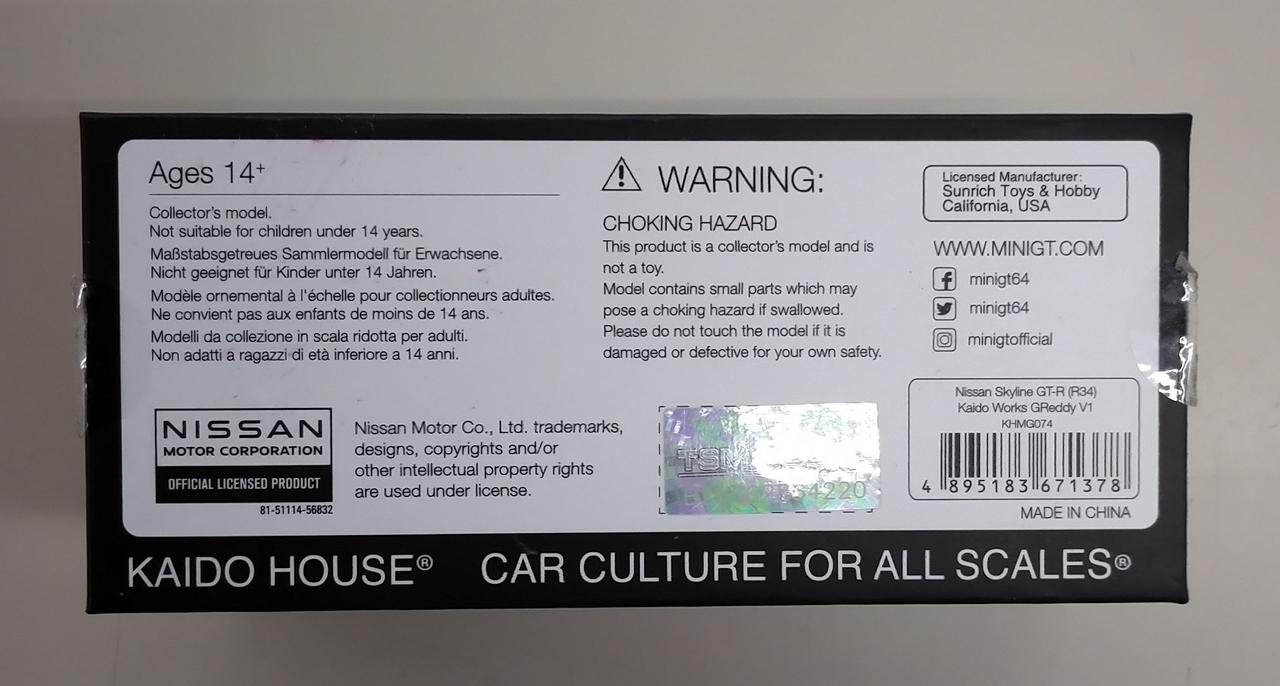 Ages 14+
Collector's model.
Not suitable for children under 14 years.
Maßstabsgetreues Sammlermodell für Erwachsene.
Nicht geeignet für Kinder unter 14 Jahren.
Modèle ornemental à l'échelle pour collectionneurs adultes.
Ne convient pas aux enfants de moins de 14 ans.
Modelli da collezione in scala ridotta per adulti.
Non adatti a ragazzi di età inferiore a 14 anni.
WARNING:
CHOKING HAZARD
This product is a collector's model and is
not a toy.
Model contains small parts which may
pose a choking hazard if swallowed.
Please do not touch the model if it is
damaged or defective for your own safety.
Licensed Manufacturer:
Sunrich Toys & Hobby
California, USA
WWW.MINIGT.COM
minigt64
minigt64
minigtofficial
NISSAN
MOTOR CORPORATION
OFFICIAL LICENSED PRODUCT
81-51114-56832
Nissan Motor Co., Ltd. trademarks,
designs, copyrights and/or
other intellectual property rights
are used under license.
Nissan Skyline GT-R (R34)
Kaido Works GReddy V1
KHMG074
4 895183 671378
MADE IN CHINA
KAIDO HOUSE® CAR CULTURE FOR ALL SCALES®